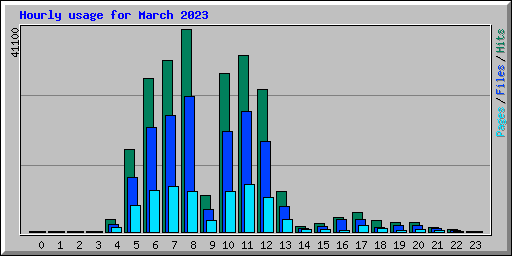 Hourly usage for March 2023
41100
Pages/Files/Hits
0 1 2 3 4 5 6 7 8 9 10 11 12 13 14 15 16 17 18 19 20 21 22 23